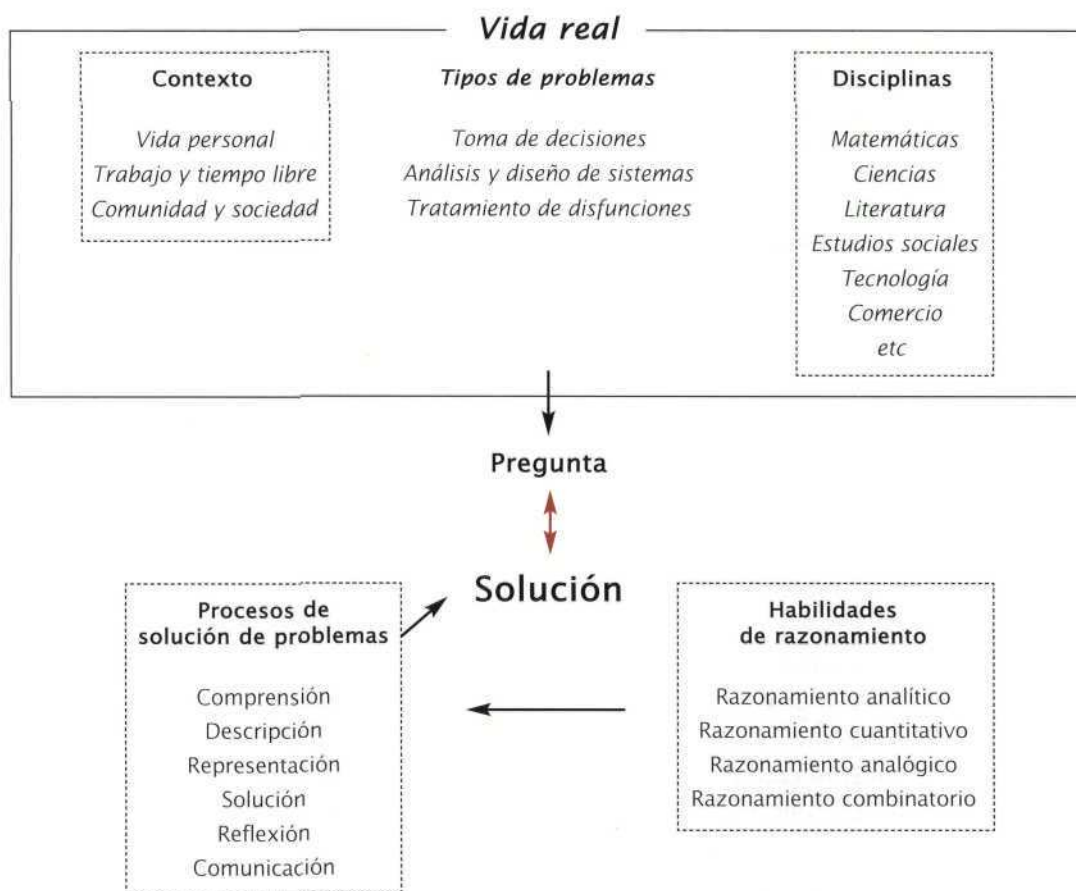 Vida real
Contexto
Vida personal
Trabajo y tiempo libre
Comunidad y sociedad
Tipos de problemas
Toma de decisiones
Análisis y diseño de sistemas
Tratamiento de disfunciones
Disciplinas
Matemáticas
Ciencias
Literatura
Estudios sociales
Tecnología
Comercio
etc
Pregunta
Solución
Procesos de
solución de problemas
Comprensión
Descripción
Representación
Solución
Reflexión
Comunicación
Habilidades
de razonamiento
Razonamiento analítico
Razonamiento cuantitativo
Razonamiento analógico
Razonamiento combinatorio